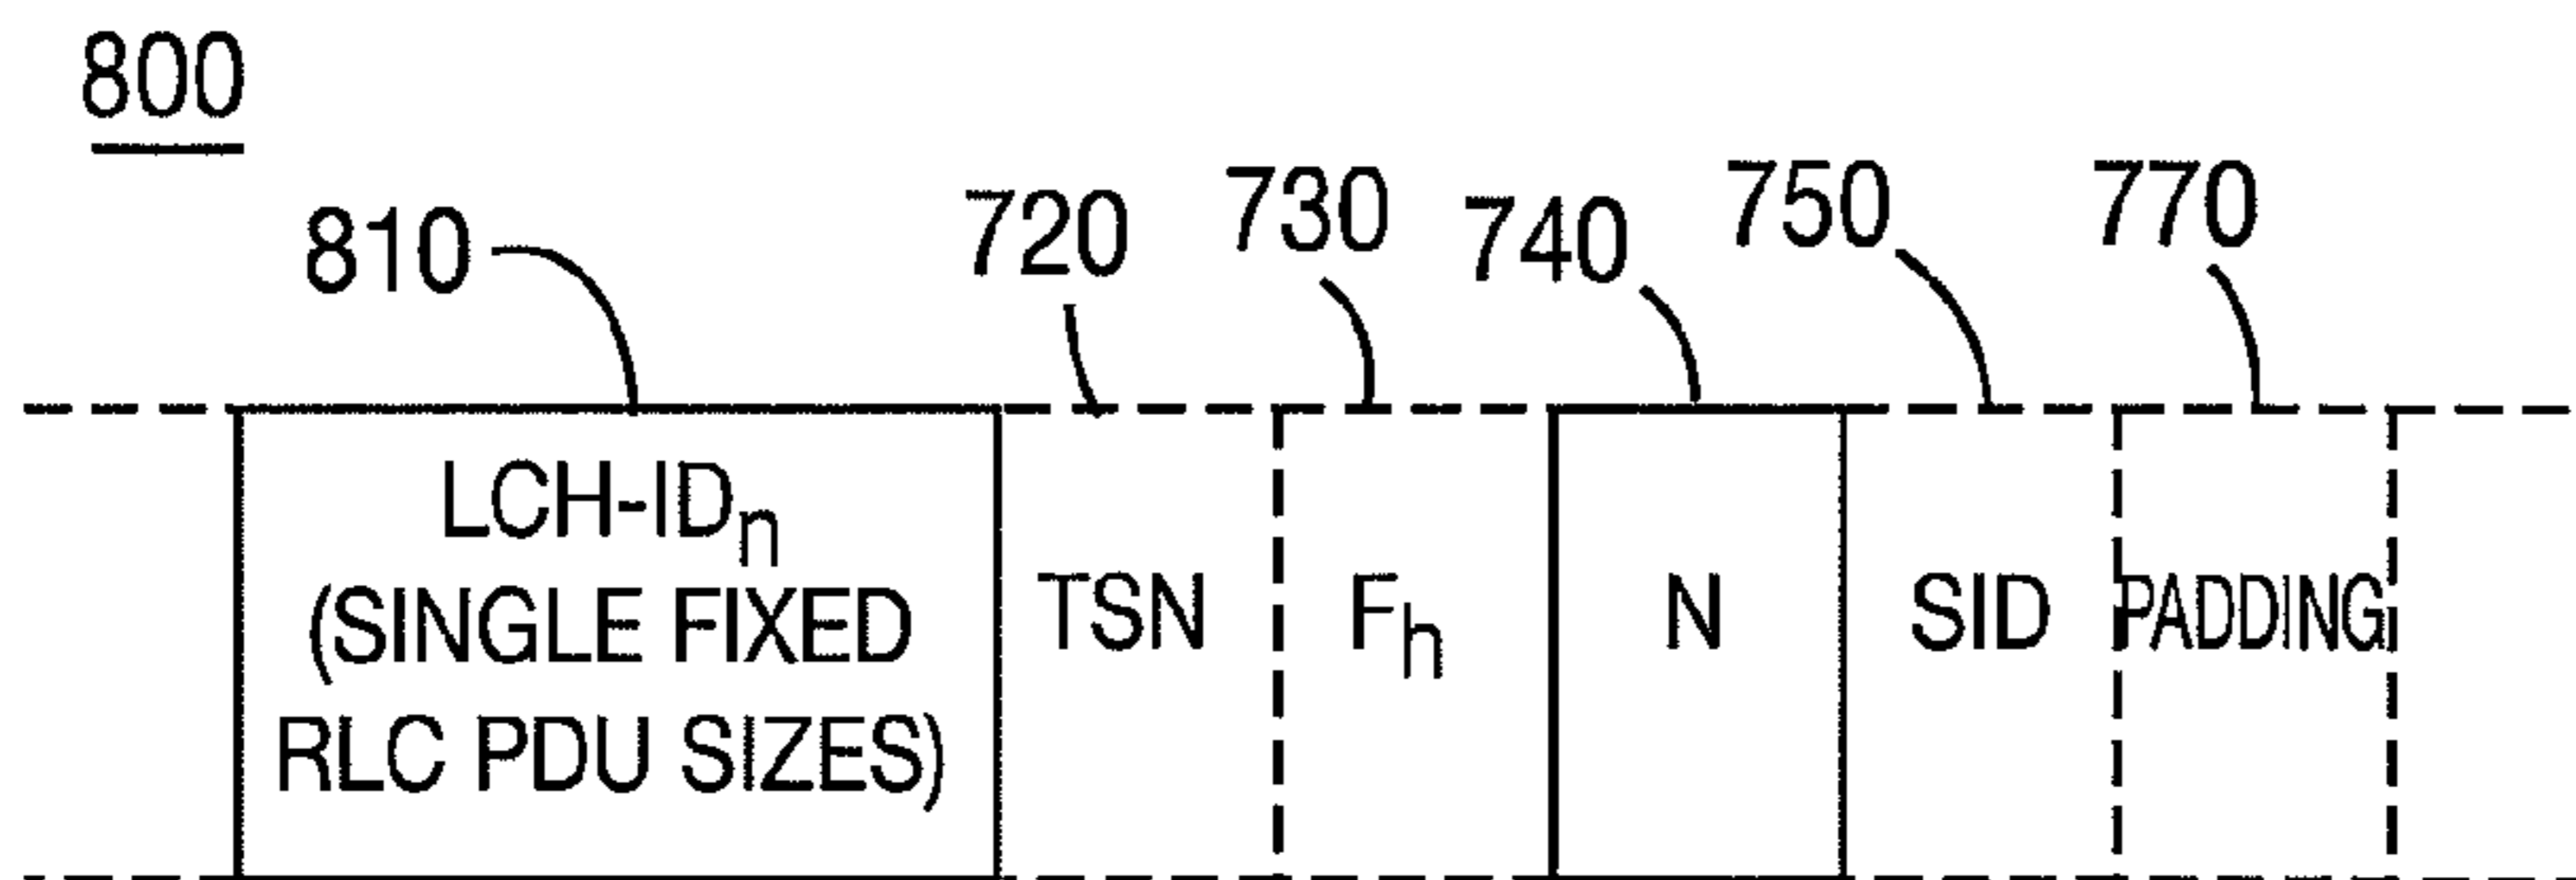 800
810
720
730
740
750
770
LCH-IDn
(SINGLE FIXED
RLC PDU SIZES)
TSN
Fh
N
SID
PADDING